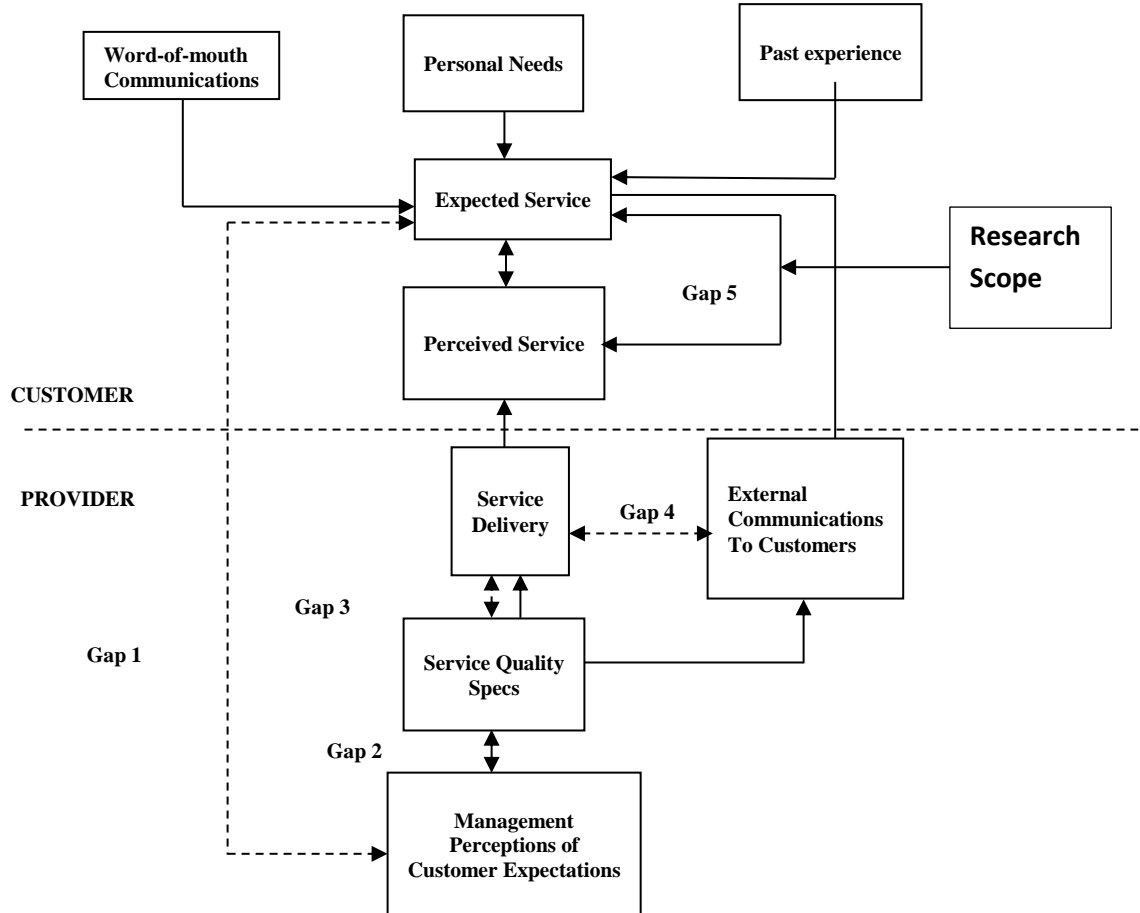 Word-of-mouth
Communications
Personal Needs
Past experience
Expected Service
Research
Scope
Gap 5
Perceived Service
CUSTOMER
PROVIDER
Service
Delivery
Gap 4
External
Communications
To Customers
Gap 3
Gap 1
Service Quality
Specs
Gap 2
Management
Perceptions of
Customer Expectations